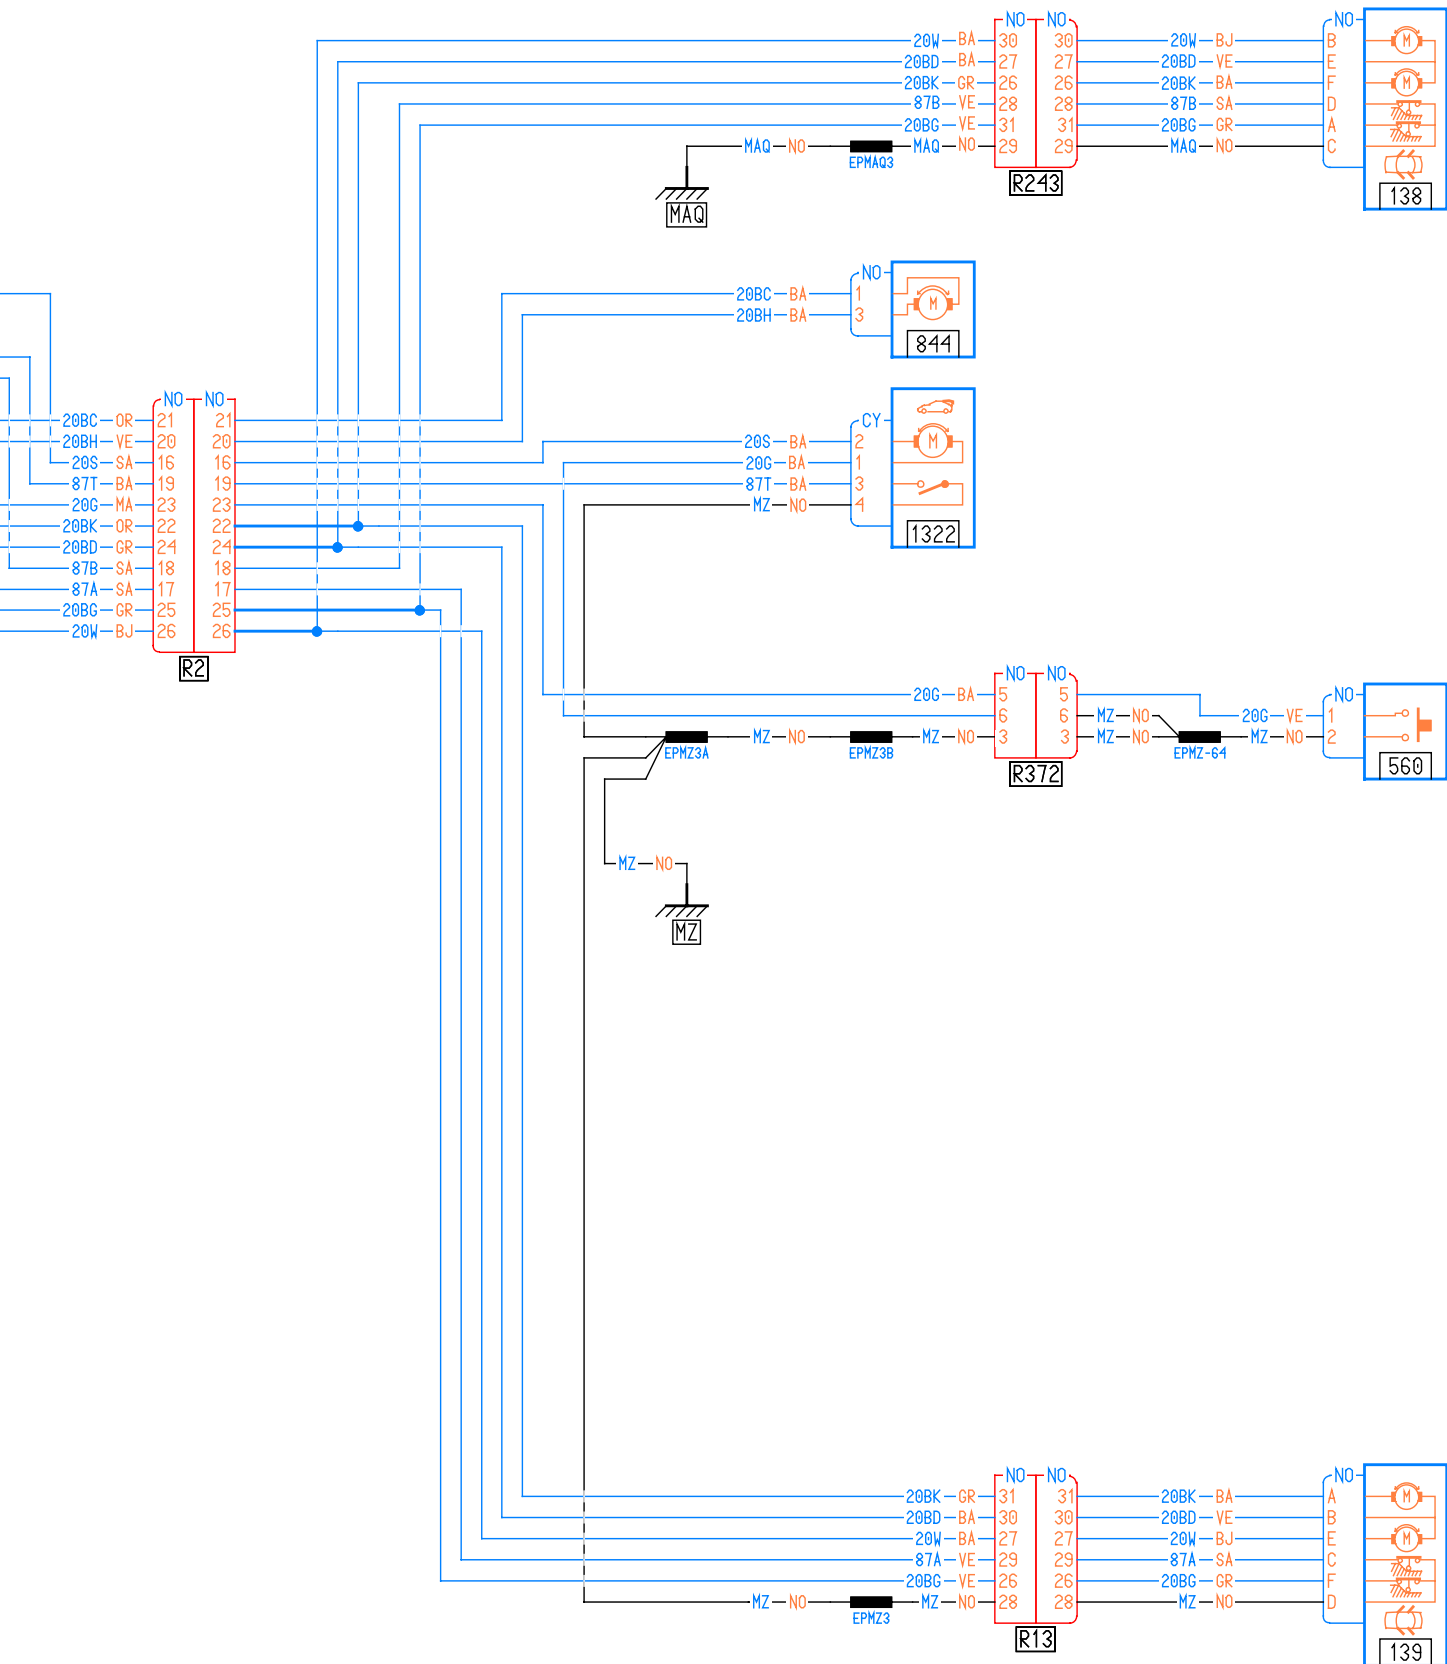 NO NO NO
20W BA 30 30 20W BJ B M
20BD BA 27 27 20BD VE E
20BK GR 26 26 20BK BA F M
87B VE 28 28 87B SA D
20BG VE 31 31 20BG GR A
MAQ NO MAQ NO 29 29 MAQ NO C
EPMAQ3
R243
138
MAQ
NO
20BC BA 1
M
20BH BA 3
844
NO NO
CY
20BC OR 21 21
20BH VE 20 20 20S BA 2 M
20S SA 16 16 20G BA 1
87T BA 19 19 87T BA 3
20G MA 23 23 MZ NO 4
20BK OR 22 22
1322
20BD GR 24 24
87B SA 18 18
87A SA 17 17
20BG GR 25 25
20W BJ 26 26
R2
NO NO
20G BA 5 5 NO
6 6 MZ NO 20G VE 1
MZ NO MZ NO 3 3 MZ NO MZ NO 2
EPMZ3A EPMZ3B EPMZ-64
R372
560
MZ NO
MZ
NO NO NO
20BK GR 31 31 20BK BA A M
20BD BA 30 30 20BD VE B
20W BA 27 27 20W BJ E M
87A VE 29 29 87A SA C
20BG VE 26 26 20BG GR F
MZ NO MZ NO 28 28 MZ NO D
EPMZ3
R13
139